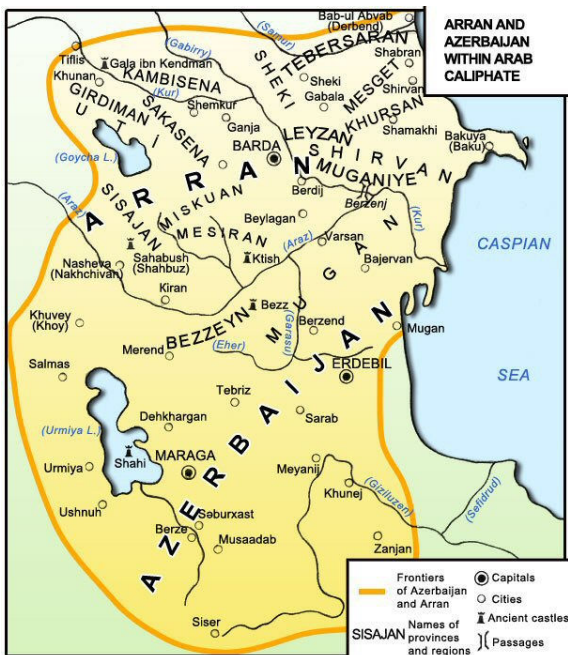 ARRAN AND
AZERBAIJAN
WITHIN ARAB
CALIPHATE
Bab-ul Abvab
(Derbend)
(Samur)
TEBERSARAN
(Gabirry)
Tiflis
Gala ibn Kendman
Khunan
KAMBISENA
(Kur)
SHEKI
Shabran
Sheki
MESGET
Shirvan
Gabala
GIRDIMAN
SAKASENA
Shemkur
KHURSAN
Shamakhi
UTI
Ganja
LEYZAN
BARDA
SHIRVAN
Bakuya
(Baku)
(Goycha L.)
MUGANIYE
ARRAN
Berdij
Berzenj
(Araz)
SISAJAN
MISKUAN
Beylagan
MESIRAN
(Araz)
Varsan
(Kur)
CASPIAN
SEA
Sahabush
(Shahbuz)
Ktish
Bajervan
Nasheva
(Nakhchivan)
Kiran
MUGAN
Khuvey
(Khoy)
Bezz
BEZZEYN
Berzend
Mugan
(Garasu)
(Eher)
Merend
Salmas
ERDEBIL
Tebriz
AZERBAIJAN
Sarab
Dehkhargan
(Urmiya L.)
Shahi
MARAGA
Urmiya
Meyanij
Khunej
(Giziluzen)
(Sefidrud)
Ushnuh
Səburxast
Berze
Musaadab
Zanjan
Siser
Frontiers
of Azerbaijan
and Arran
SISAJAN
Names of
provinces
and regions
Capitals
Cities
Ancient castles
Passages